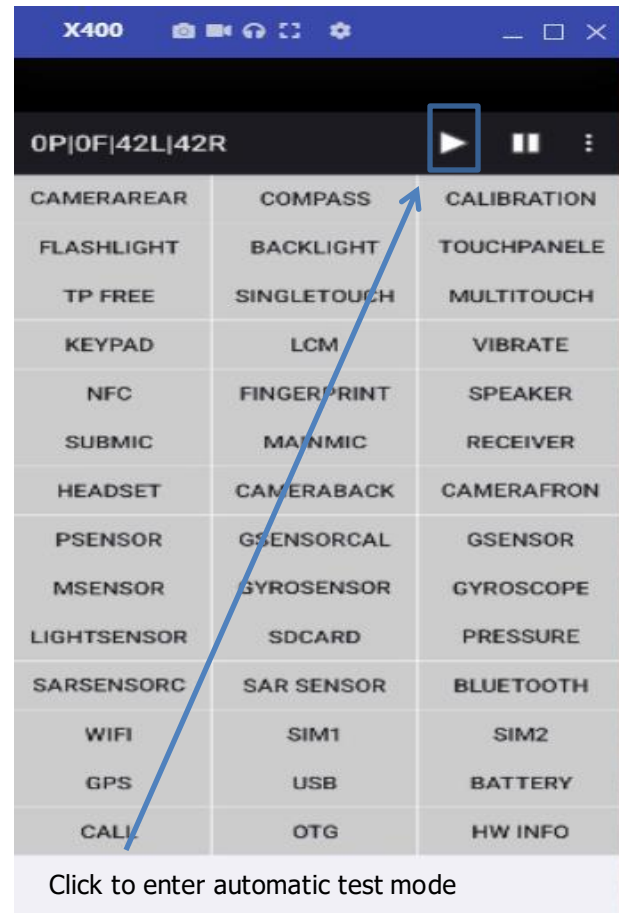 X400
0P|0F|42L|42R
CAMERAREAR COMPASS CALIBRATION
FLASHLIGHT BACKLIGHT TOUCHPANELE
TP FREE SINGLETOUCH MULTITOUCH
KEYPAD LCM VIBRATE
NFC FINGERPRINT SPEAKER
SUBMIC MAINMIC RECEIVER
HEADSET CAMERABACK CAMERAFRON
PSENSOR GSENSORCAL GSENSOR
MSENSOR GYROSENSOR GYROSCOPE
LIGHTSENSOR SDCARD PRESSURE
SARSENSORC SAR SENSOR BLUETOOTH
WIFI SIM1 SIM2
GPS USB BATTERY
CALL OTG HW INFO
Click to enter automatic test mode